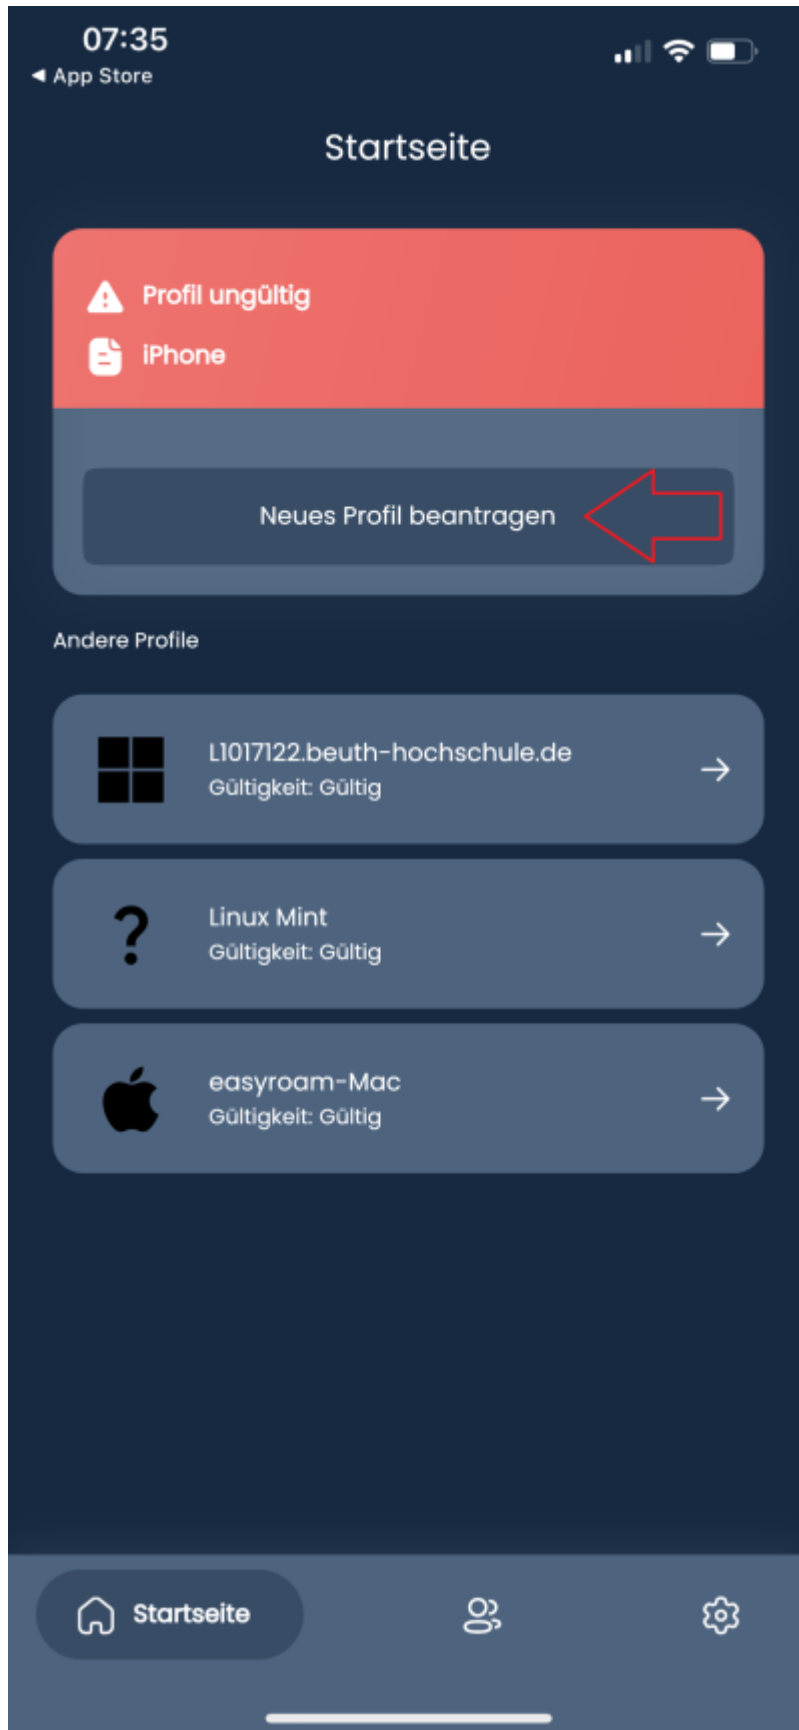 07:35
◀ App Store
Startseite
Profil ungültig
iPhone
Neues Profil beantragen
Andere Profile
L1017122.beuth-hochschule.de
Gültigkeit: Gültig
Linux Mint
Gültigkeit: Gültig
easyroam-Mac
Gültigkeit: Gültig
Startseite